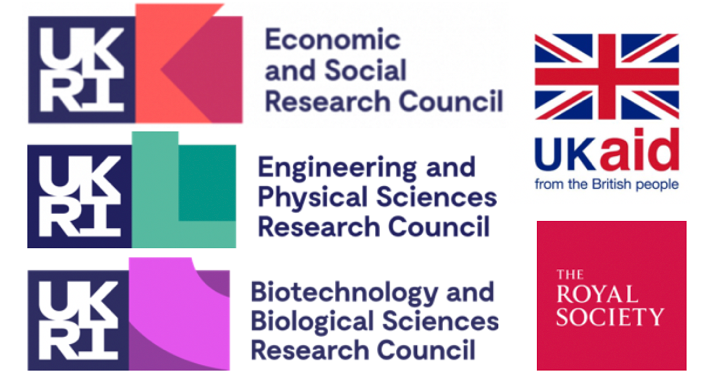 UK
RI
Economic
and Social
Research Council
UK
RI
Engineering and
Physical Sciences
Research Council
UK
RI
Biotechnology and
Biological Sciences
Research Council
UKaid
from the British people
THE
ROYAL
SOCIETY